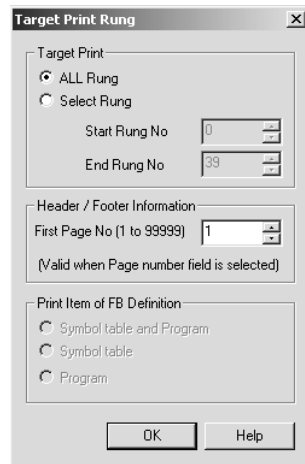 Target Print Rung
Target Print
ALL Rung
Select Rung
Start Rung No 0
End Rung No 39
Header / Footer Information
First Page No (1 to 99999) 1
(Valid when Page number field is selected)
Print Item of FB Definition
Symbol table and Program
Symbol table
Program
OK Help